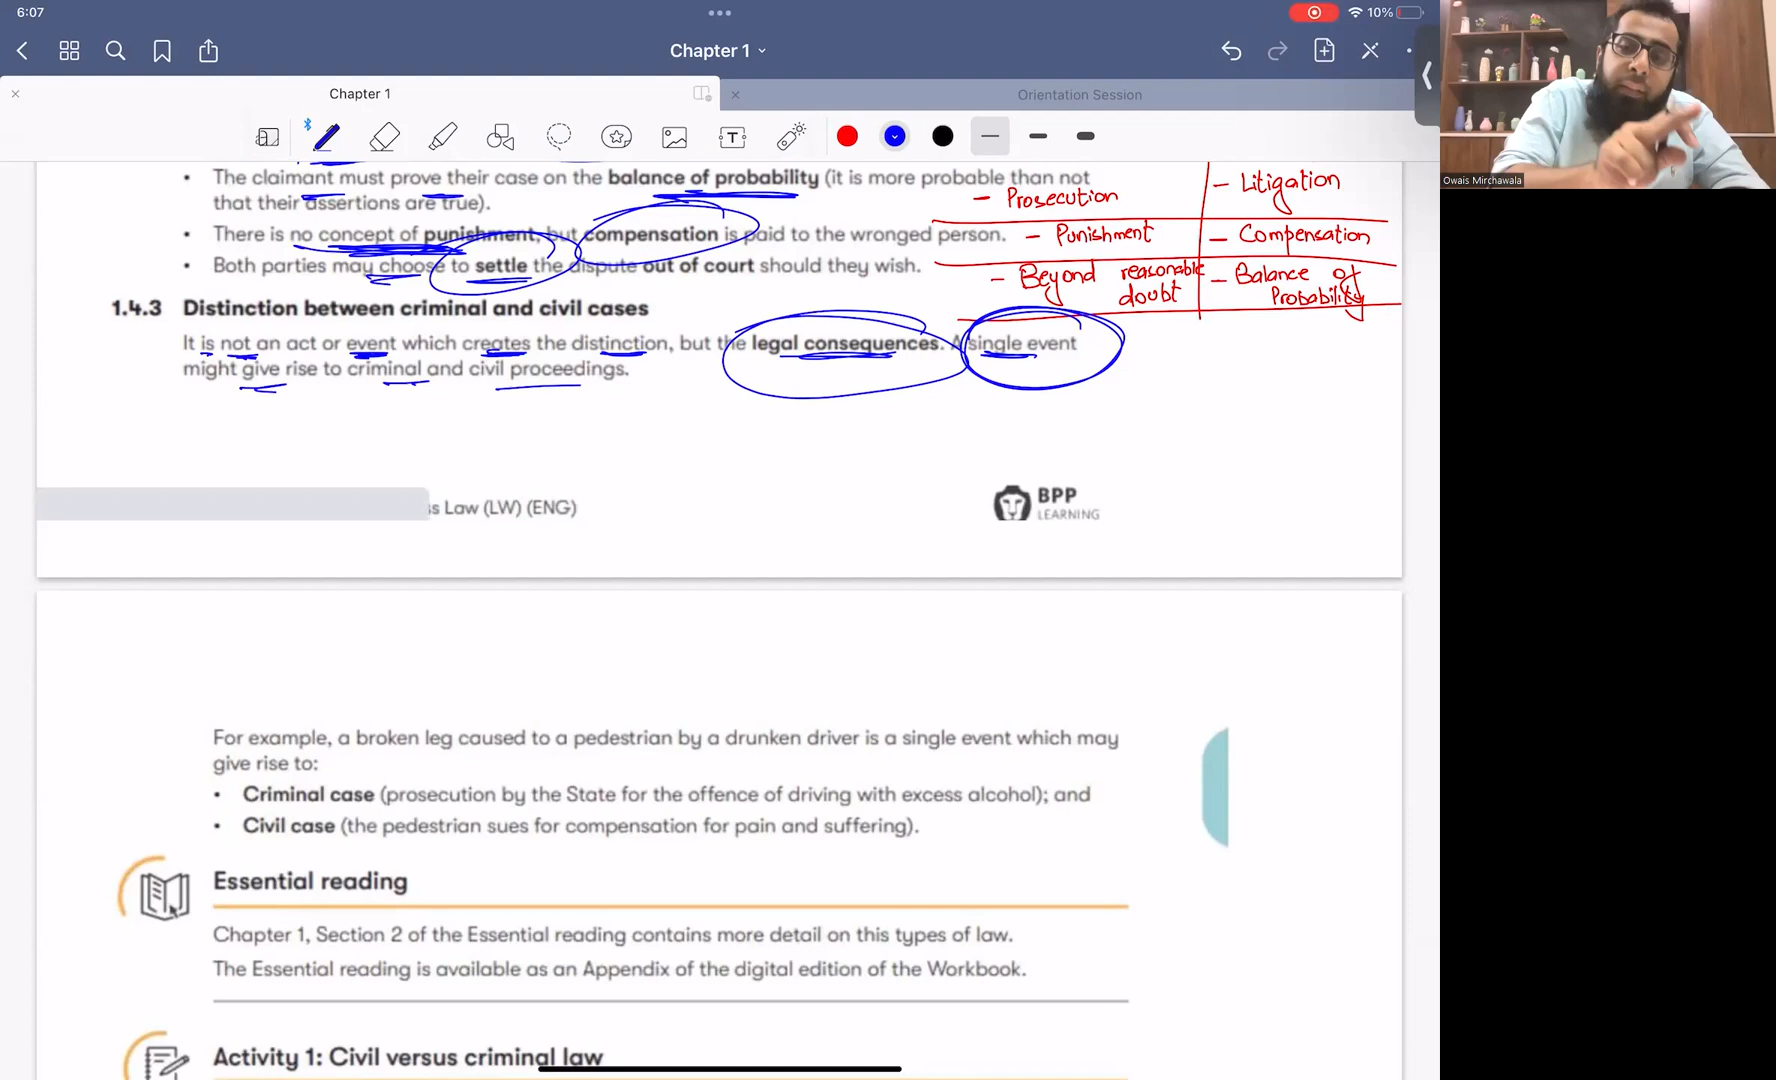 6:07
10%
Chapter 1
Chapter 1
Orientation Session
T
Owais Mirchawala
• The claimant must prove their case on the balance of probability (it is more probable than not
that their assertions are true).
• There is no concept of punishment, but compensation is paid to the wronged person.
• Both parties may choose to settle the dispute out of court should they wish.
- Prosecution
- Litigation
- Punishment
- Compensation
- Beyond reasonable doubt
- Balance of Probability
1.4.3 Distinction between criminal and civil cases
It is not an act or event which creates the distinction, but the legal consequences. A single event
might give rise to criminal and civil proceedings.
s Law (LW) (ENG)
BPP
LEARNING
For example, a broken leg caused to a pedestrian by a drunken driver is a single event which may
give rise to:
• Criminal case (prosecution by the State for the offence of driving with excess alcohol); and
• Civil case (the pedestrian sues for compensation for pain and suffering).
Essential reading
Chapter 1, Section 2 of the Essential reading contains more detail on this types of law.
The Essential reading is available as an Appendix of the digital edition of the Workbook.
Activity 1: Civil versus criminal law